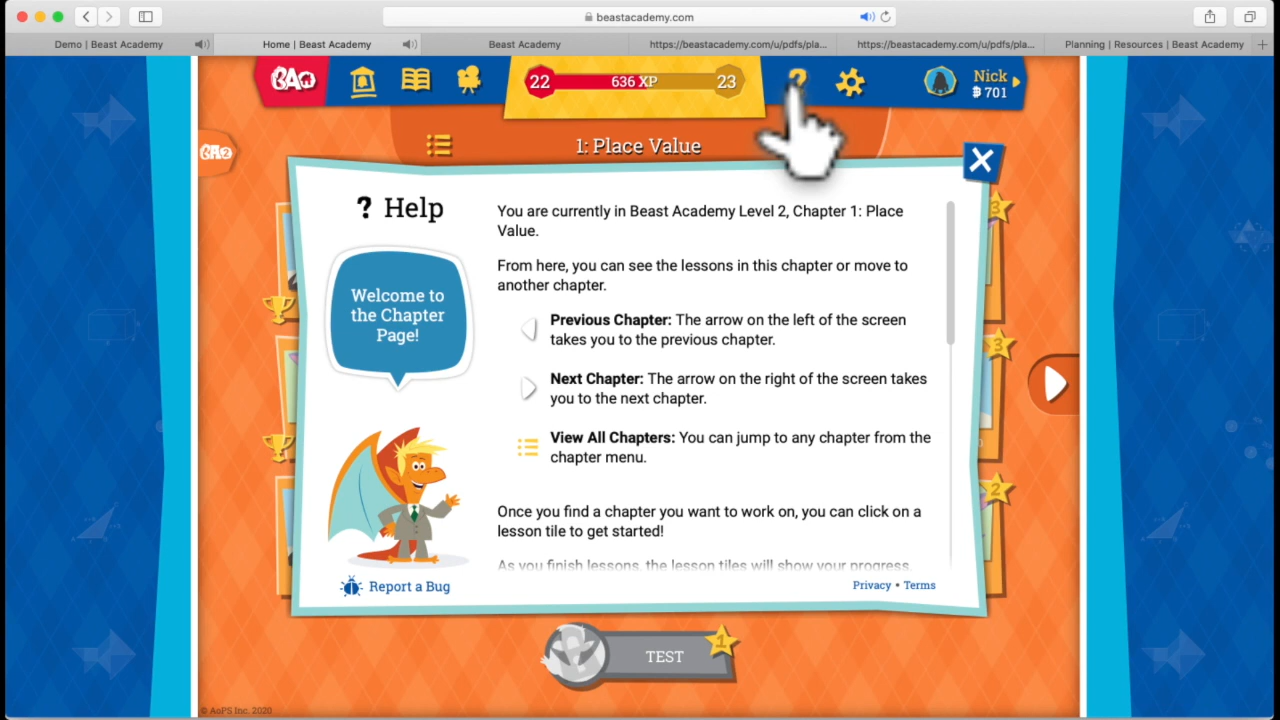 beastacademy.com
Demo | Beast Academy
Home | Beast Academy
Beast Academy
https://beastacademy.com/u/pdfs/pla...
https://beastacademy.com/u/pdfs/pla...
Planning | Resources | Beast Academy
BAO
22
636 XP
23
?
Nick
฿ 701
BA2
1: Place Value
? Help
Welcome to
the Chapter
Page!
Report a Bug
You are currently in Beast Academy Level 2, Chapter 1: Place
Value.
From here, you can see the lessons in this chapter or move to
another chapter.
Previous Chapter: The arrow on the left of the screen
takes you to the previous chapter.
Next Chapter: The arrow on the right of the screen takes
you to the next chapter.
View All Chapters: You can jump to any chapter from the
chapter menu.
Once you find a chapter you want to work on, you can click on a
lesson tile to get started!
As you finish lessons, the lesson tiles will show your progress.
Privacy • Terms
3
3
2
TEST
1
© AoPS Inc. 2020